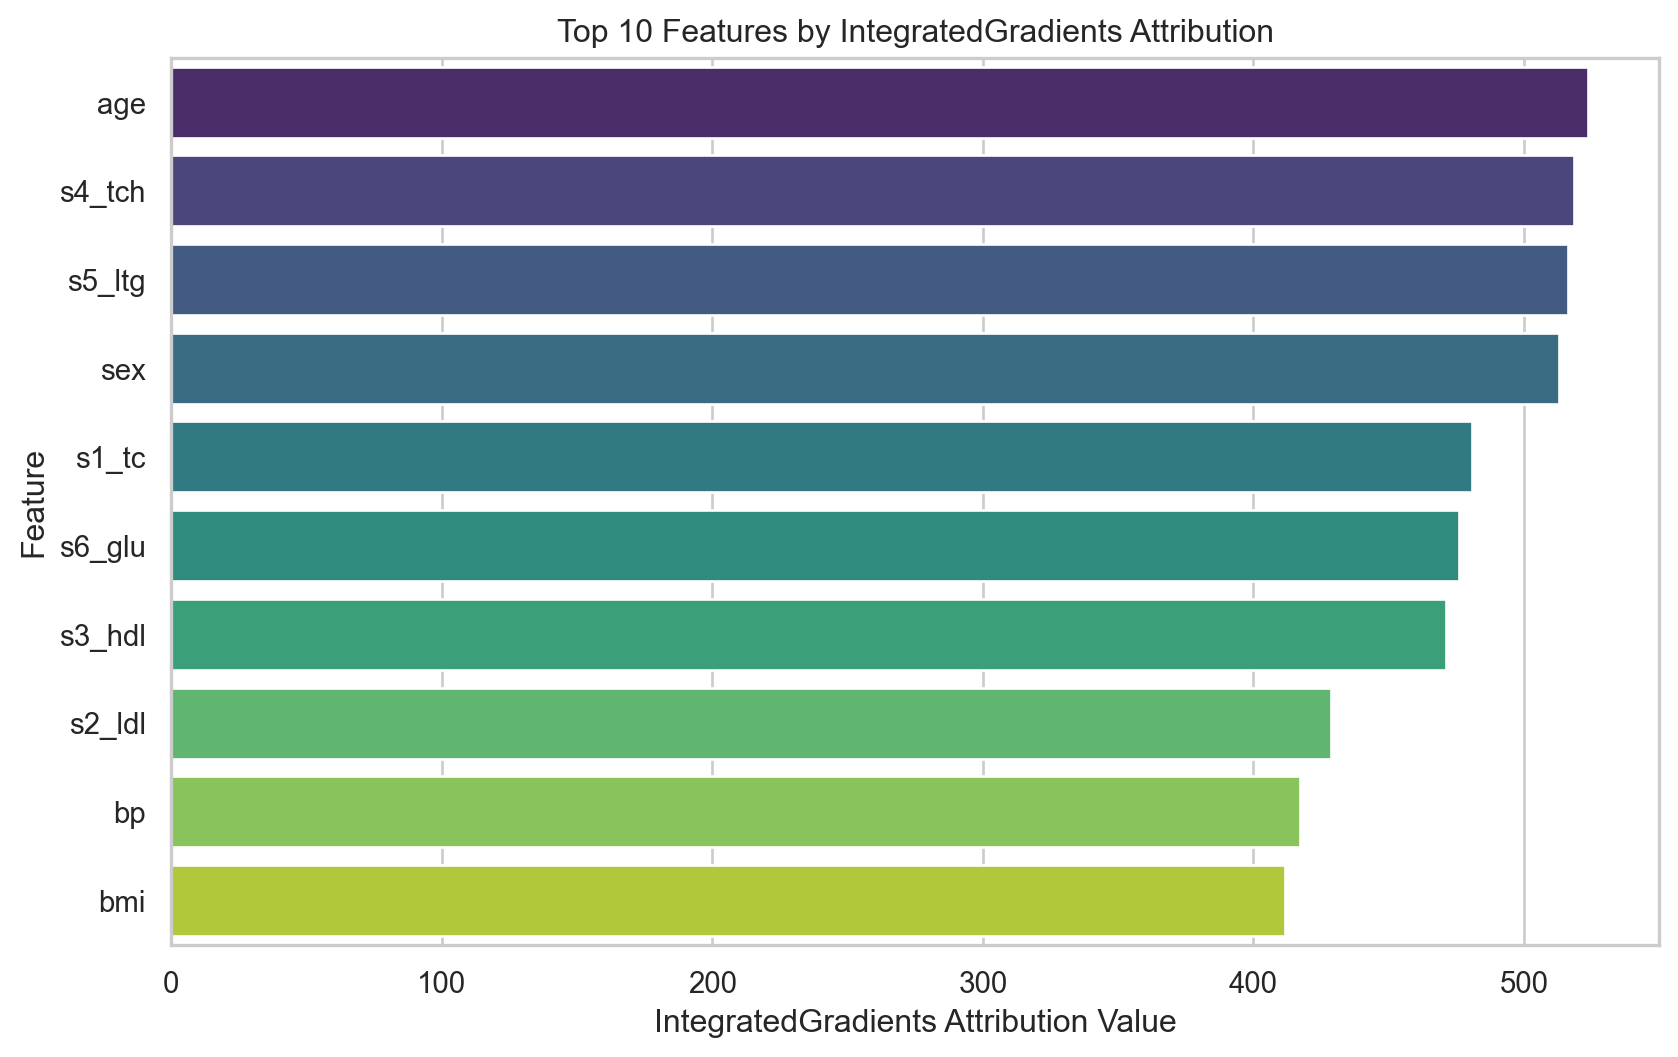 Top 10 Features by IntegratedGradients Attribution
age
s4_tch
s5_ltg
sex
s1_tc
s6_glu
s3_hdl
s2_ldl
bp
bmi
Feature
0 100 200 300 400 500
IntegratedGradients Attribution Value